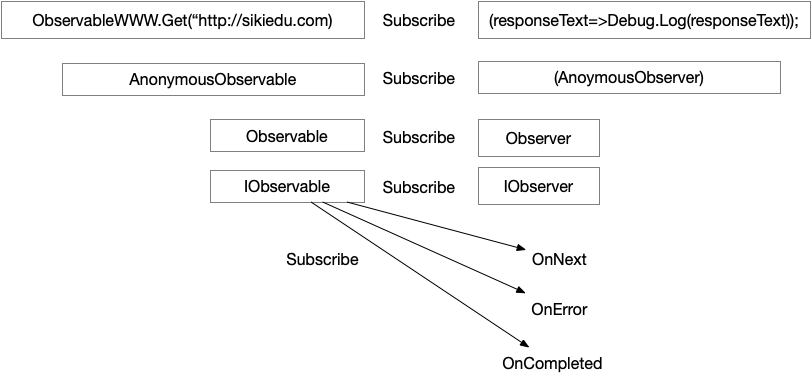 ObservableWWW.Get(“http://sikiedu.com) Subscribe (responseText=>Debug.Log(responseText));
AnonymousObservable Subscribe (AnoymousObserver)
Observable Subscribe Observer
IObservable Subscribe IObserver
Subscribe OnNext
OnError
OnCompleted